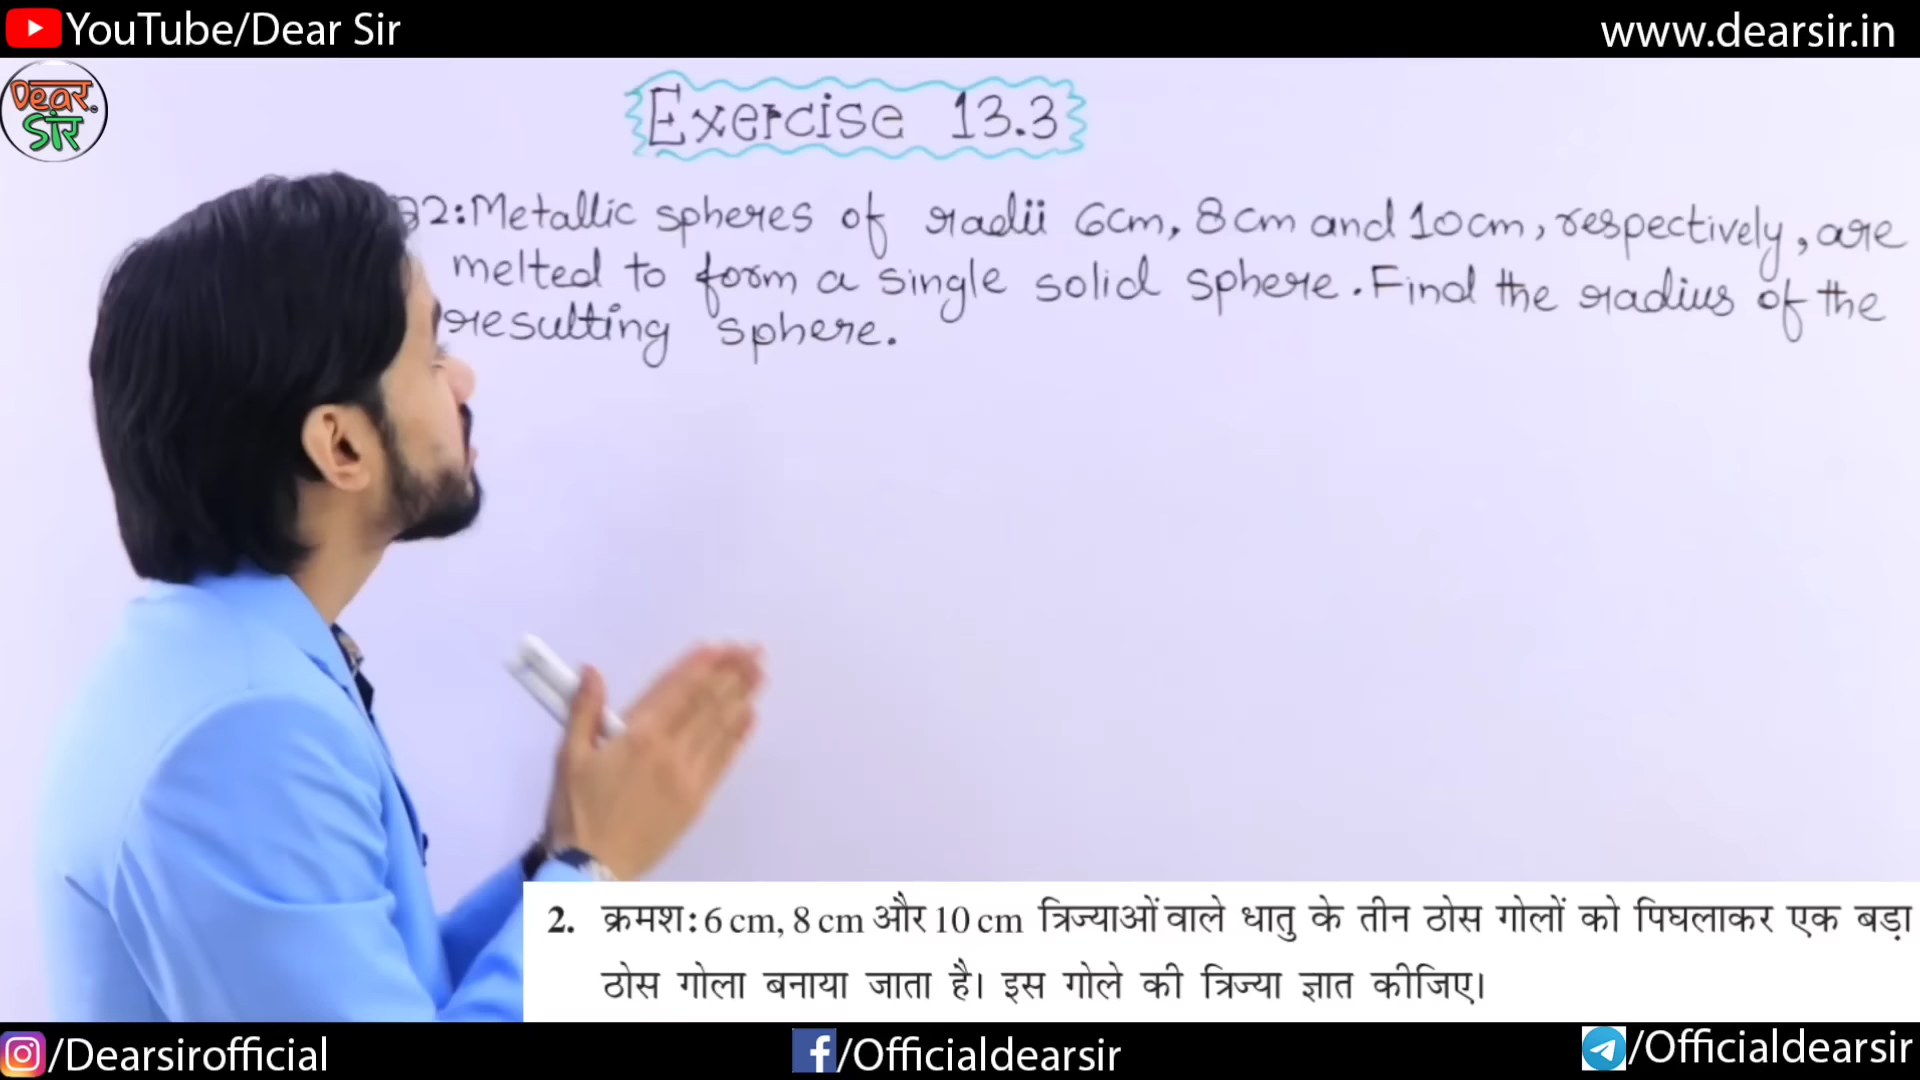 YouTube/Dear Sir
www.dearsir.in
Dear
सर
Exercise 13.3
Q2:Metallic spheres of radii 6cm, 8cm and 10cm, respectively, are
melted to form a single solid sphere. Find the radius of the
resulting sphere.
2. क्रमश: 6 cm, 8 cm और 10 cm त्रिज्याओं वाले धातु के तीन ठोस गोलों को पिघलाकर एक बड़ा
ठोस गोला बनाया जाता है। इस गोले की त्रिज्या ज्ञात कीजिए।
/Dearsirofficial
/Officialdearsir
/Officialdearsir